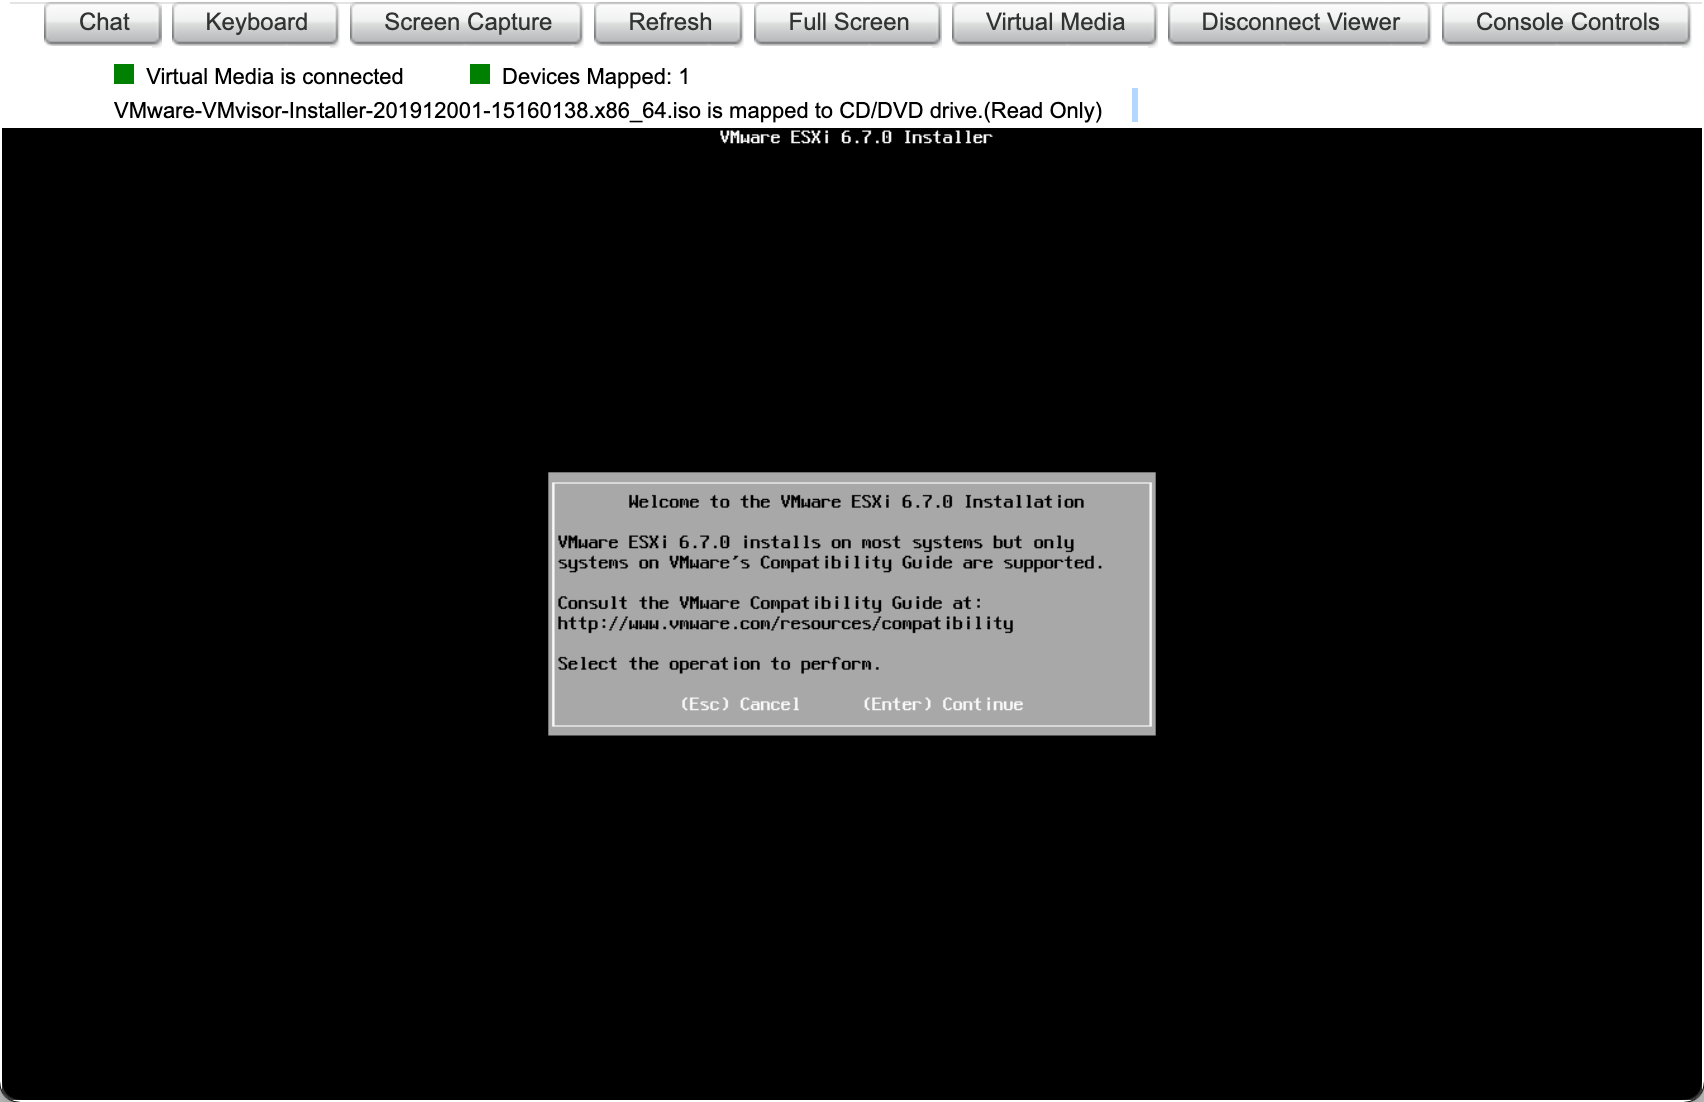 Chat Keyboard Screen Capture Refresh Full Screen Virtual Media Disconnect Viewer Console Controls
Virtual Media is connected Devices Mapped: 1
VMware-VMvisor-Installer-201912001-15160138.x86_64.iso is mapped to CD/DVD drive.(Read Only)
VMware ESXi 6.7.0 Installer
Welcome to the VMware ESXi 6.7.0 Installation
VMware ESXi 6.7.0 installs on most systems but only
systems on VMware's Compatibility Guide are supported.
Consult the VMware Compatibility Guide at:
http://www.vmware.com/resources/compatibility
Select the operation to perform.
(Esc) Cancel (Enter) Continue